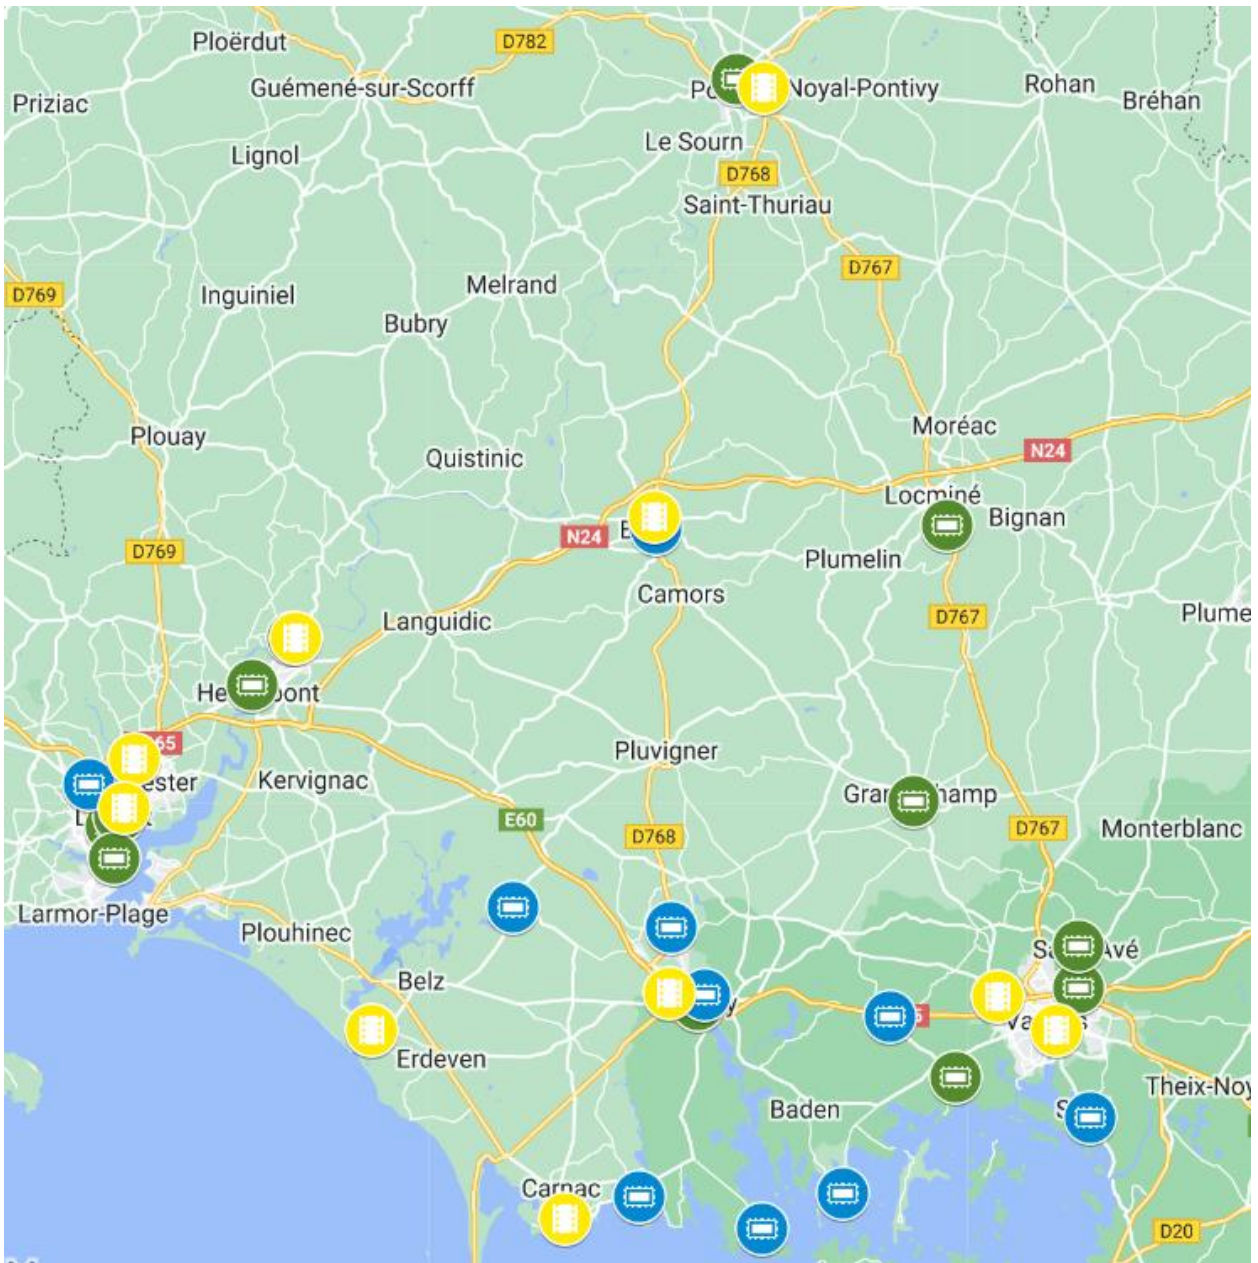 Ploërdut
D782
Guémené-sur-Scorff
Noyal-Pontivy
Rohan
Bréhan
Priziac
Le Sourn
Lignol
D768
Saint-Thuriau
D767
D769
Inguiniel
Melrand
Bubry
Moréac
Plouay
N24
Quistinic
Locminé
Bignan
N24
D769
Plumelin
Camors
Languidic
D767
Plume
Pluvigner
Kervignac
E60
D768
D767
Monterblanc
Larmor-Plage
Plouhinec
Belz
Erdeven
Baden
Theix-Noy
Carnac
D20